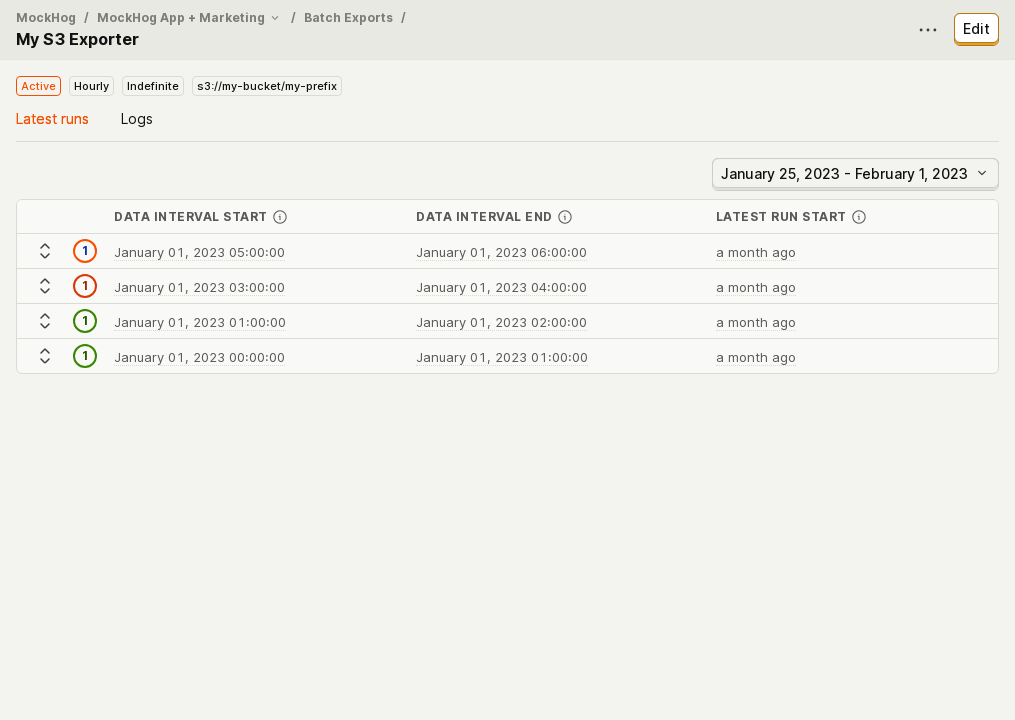 MockHog / MockHog App + Marketing / Batch Exports /
My S3 Exporter
Edit
Active Hourly Indefinite s3://my-bucket/my-prefix
Latest runs Logs
January 25, 2023 - February 1, 2023
DATA INTERVAL START DATA INTERVAL END LATEST RUN START
1 January 01, 2023 05:00:00 January 01, 2023 06:00:00 a month ago
1 January 01, 2023 03:00:00 January 01, 2023 04:00:00 a month ago
1 January 01, 2023 01:00:00 January 01, 2023 02:00:00 a month ago
1 January 01, 2023 00:00:00 January 01, 2023 01:00:00 a month ago